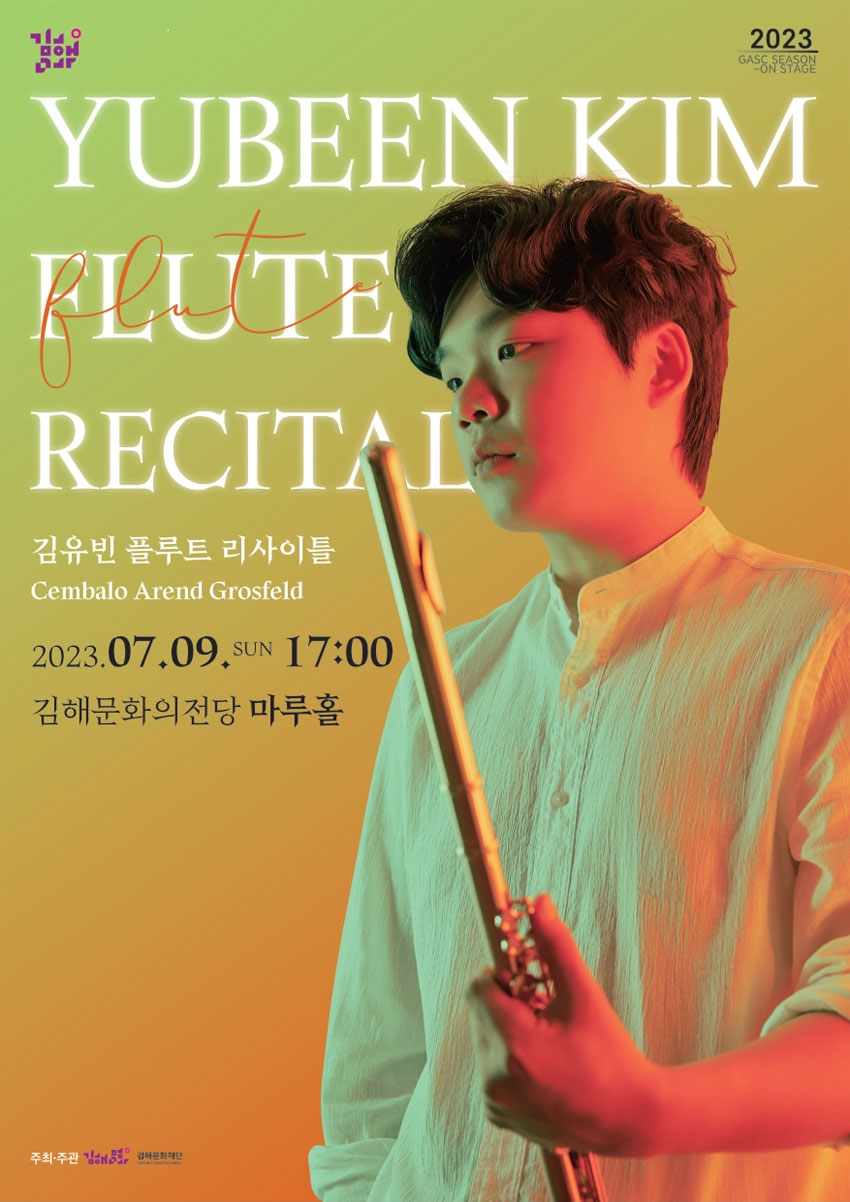 김해
2023
GASC SEASON
-ON STAGE
YUBEEN KIM
FLUTE
flute
RECITAL
김유빈 플루트 리사이틀
Cembalo Arend Grosfeld
2023.07.09.SUN 17:00
김해문화의전당 마루홀
주최·주관 김해문화재단